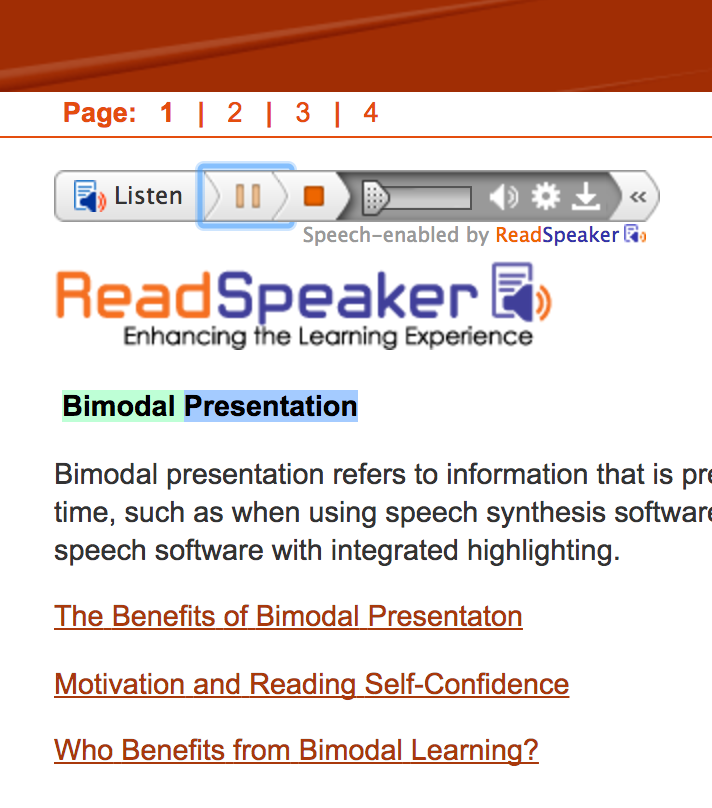 Page: 1 | 2 | 3 | 4
Listen
Speech-enabled by ReadSpeaker
ReadSpeaker
Enhancing the Learning Experience
Bimodal Presentation
Bimodal presentation refers to information that is pre
time, such as when using speech synthesis software
speech software with integrated highlighting.
The Benefits of Bimodal Presentaton
Motivation and Reading Self-Confidence
Who Benefits from Bimodal Learning?